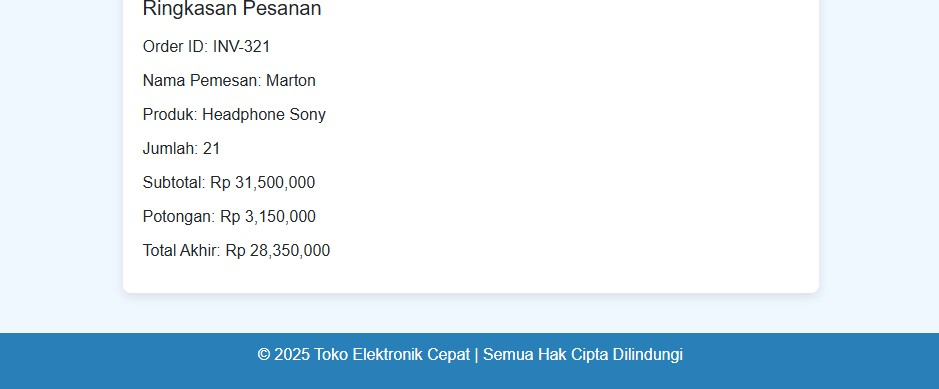 Ringkasan Pesanan
Order ID: INV-321
Nama Pemesan: Marton
Produk: Headphone Sony
Jumlah: 21
Subtotal: Rp 31,500,000
Potongan: Rp 3,150,000
Total Akhir: Rp 28,350,000
© 2025 Toko Elektronik Cepat | Semua Hak Cipta Dilindungi